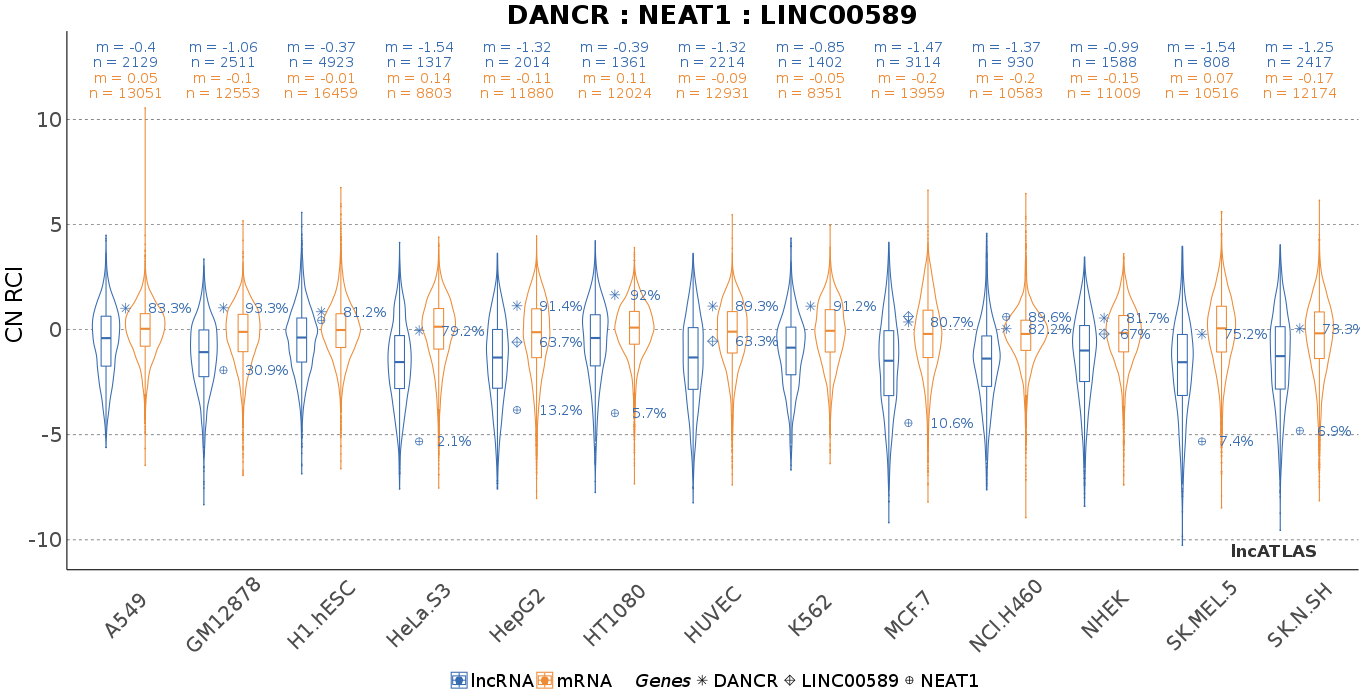 DANCR : NEAT1 : LINC00589
m = -0.4 m = -1.06 m = -0.37 m = -1.54 m = -1.32 m = -0.39 m = -1.32 m = -0.85 m = -1.47 m = -1.37 m = -0.99 m = -1.54 m = -1.25
n = 2129 n = 2511 n = 4923 n = 1317 n = 2014 n = 1361 n = 2214 n = 1402 n = 3114 n = 930 n = 1588 n = 808 n = 2417
m = 0.05 m = -0.1 m = -0.01 m = 0.14 m = -0.11 m = 0.11 m = -0.09 m = -0.05 m = -0.2 m = -0.2 m = -0.15 m = 0.07 m = -0.17
n = 13051 n = 12553 n = 16459 n = 8803 n = 11880 n = 12024 n = 12931 n = 8351 n = 13959 n = 10583 n = 11009 n = 10516 n = 12174
10
5
0
-5
-10
CN RCI
83.3% 93.3% 81.2% 79.2% 91.4% 92% 89.3% 91.2% 80.7% 89.6% 81.7% 75.2% 73.3%
82.2% 67%
63.7% 63.3%
30.9%
13.2% 5.7% 10.6%
2.1% 7.4% 6.9%
lncATLAS
A549 GM12878 H1.hESC HeLa.S3 HepG2 HT1080 HUVEC K562 MCF.7 NCI.H460 NHEK SK.MEL.5 SK.N.SH
lncRNA mRNA Genes DANCR LINC00589 NEAT1